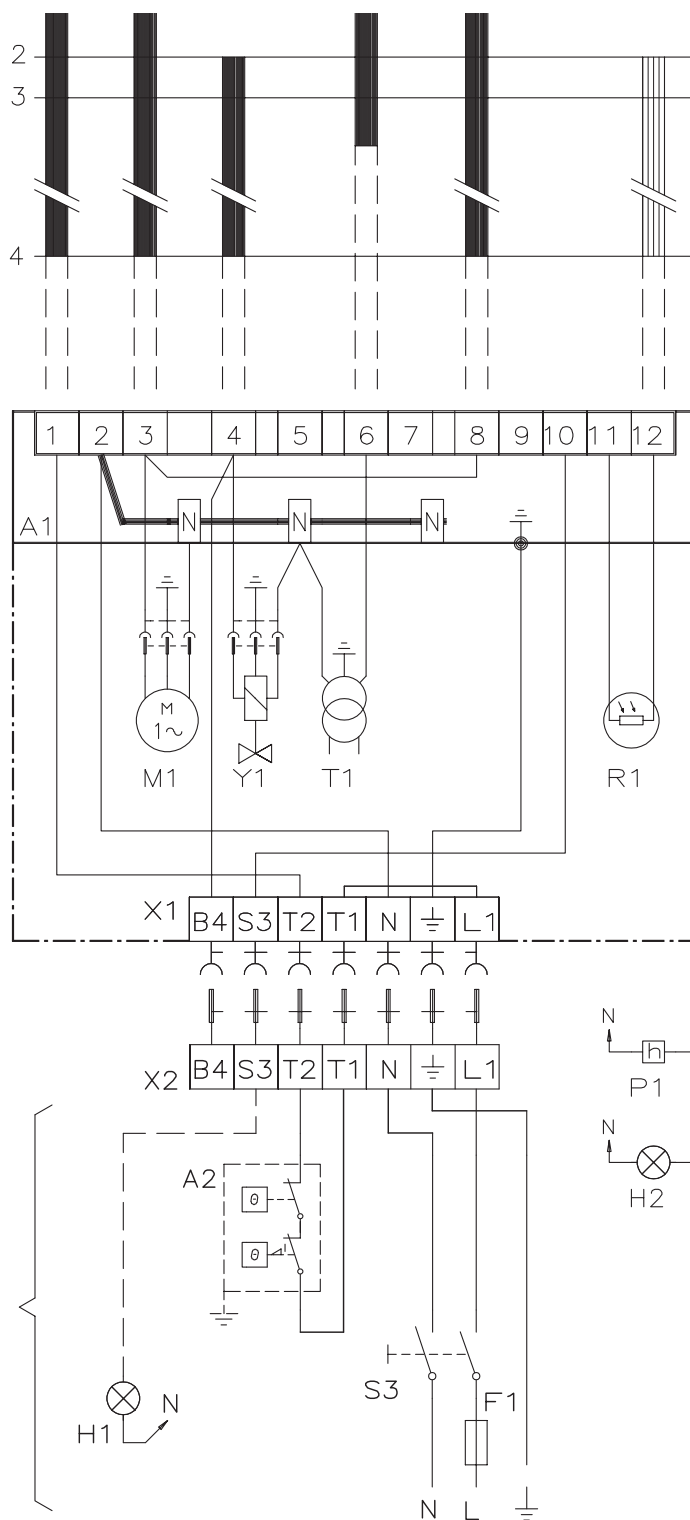 2
3
4
1 2 3 4 5 6 7 8 9 10 11 12
A1 N N N
M
1~
M1 Y1 T1 R1
X1 B4 S3 T2 T1 N L1
N
h
X2 B4 S3 T2 T1 N L1
P1
N
A2
H2
θ
θ
S3 F1
N
H1
N L